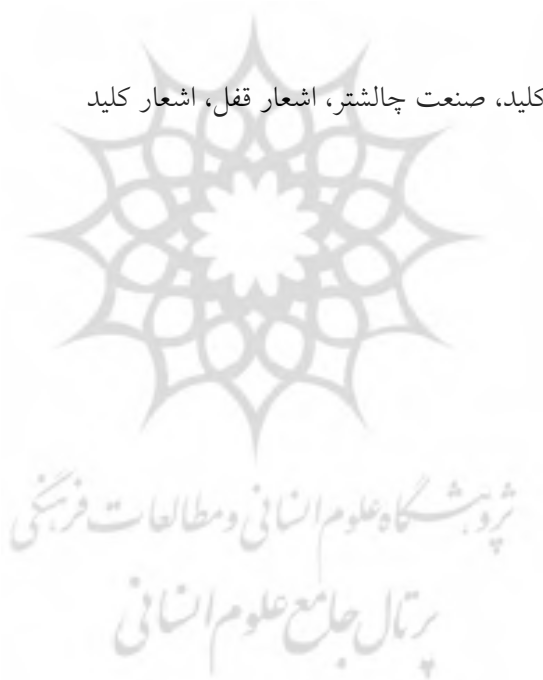 کلید، صنعت چالشتر، اشعار قفل، اشعار کلید
پژوهشگاه علوم انسانی و مطالعات فرهنگی
پرتال جامع علوم انسانی